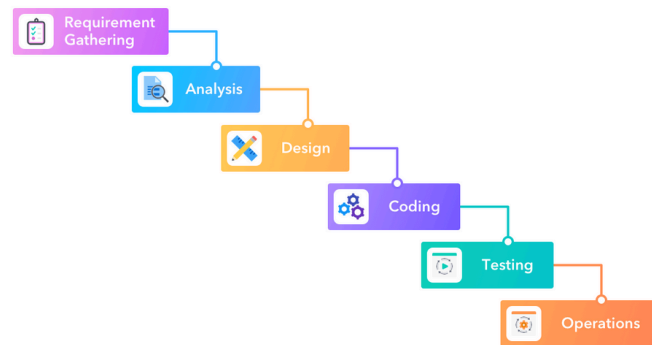 Requirement
Gathering
Analysis
Design
Coding
Testing
Operations